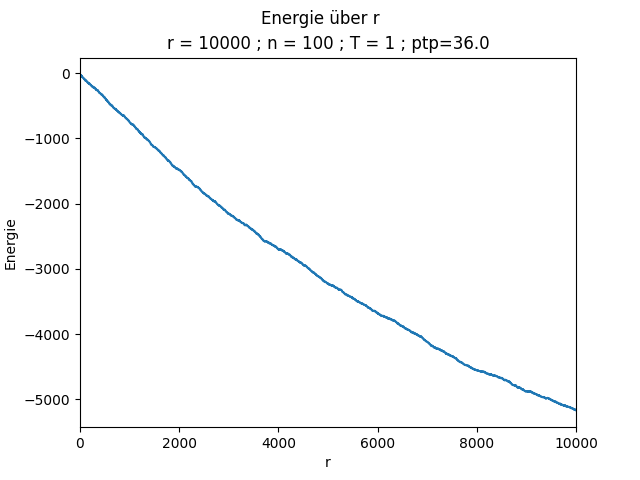 Energie über r
r = 10000 ; n = 100 ; T = 1 ; ptp=36.0
0
−1000
−2000
−3000
−4000
−5000
Energie
0 2000 4000 6000 8000 10000
r